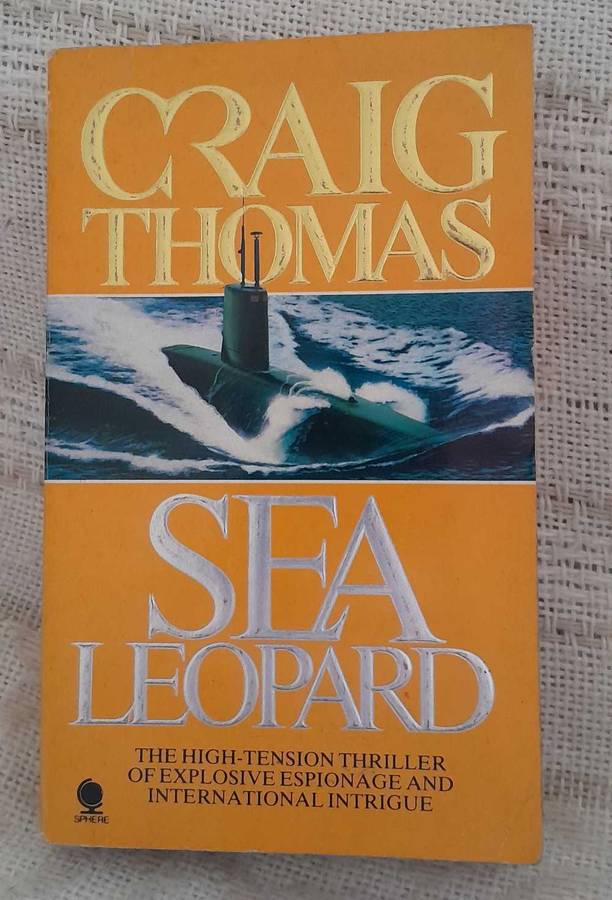 CRAIG
THOMAS
SEA
LEOPARD
THE HIGH-TENSION THRILLER
OF EXPLOSIVE ESPIONAGE AND
INTERNATIONAL INTRIGUE
SPHERE